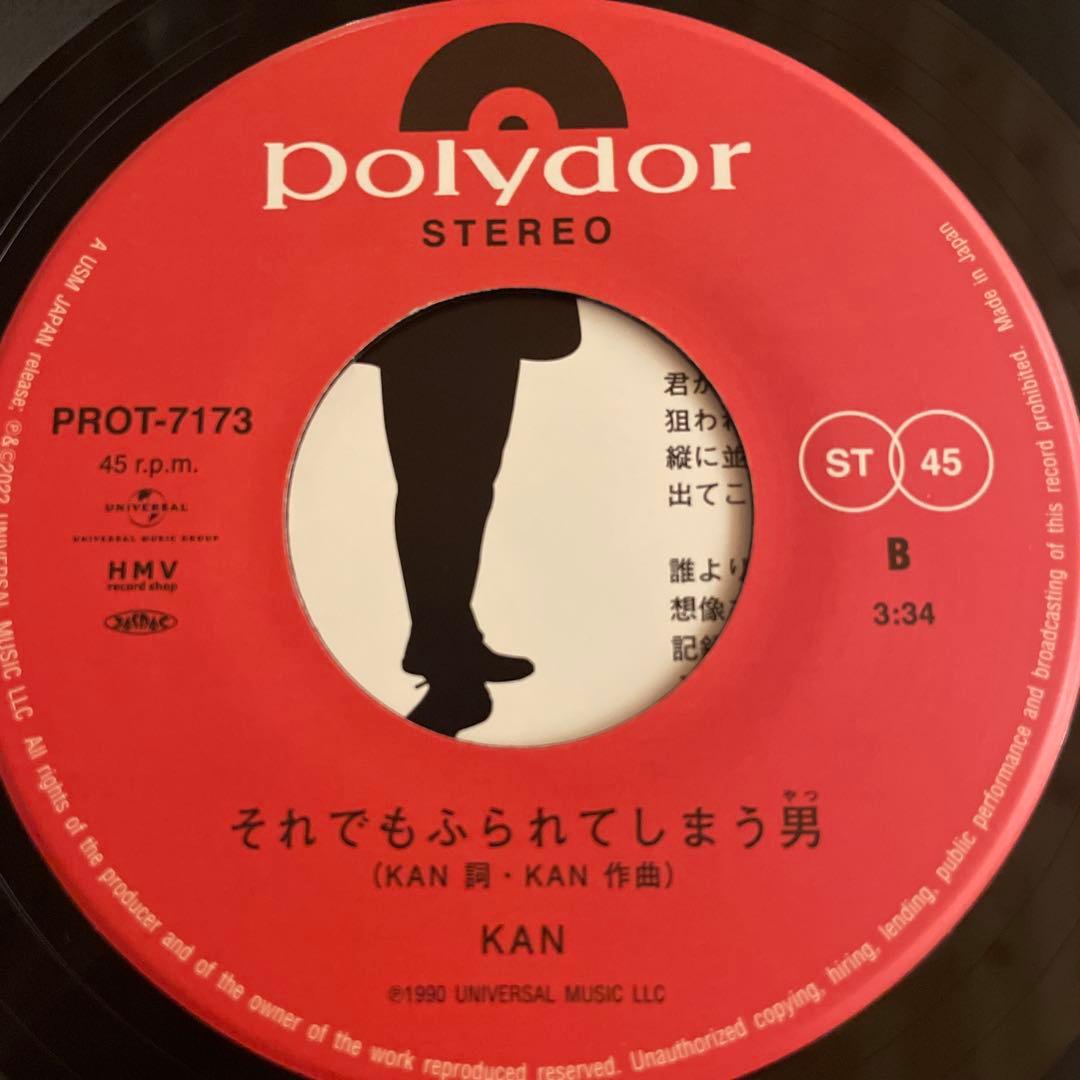 polydor
STEREO
PROT-7173
45 r.p.m.
UNIVERSAL
UNIVERSAL MUSIC GROUP
HMV
record shop
JASRAC
ST 45
B
3:34
君が
狙われ
縦に並
出てこ
誰より
想像
記録
やつ
それでもふられてしまう男
(KAN 詞・KAN 作曲)
KAN
℗1990 UNIVERSAL MUSIC LLC
A USM JAPAN release; ℗&©2022 UNIVERSAL MUSIC LLC All rights of the producer and of the owner of the work reproduced reserved. Unauthorized copying, hiring, lending, public performance and broadcasting of this record prohibited. Made in Japan